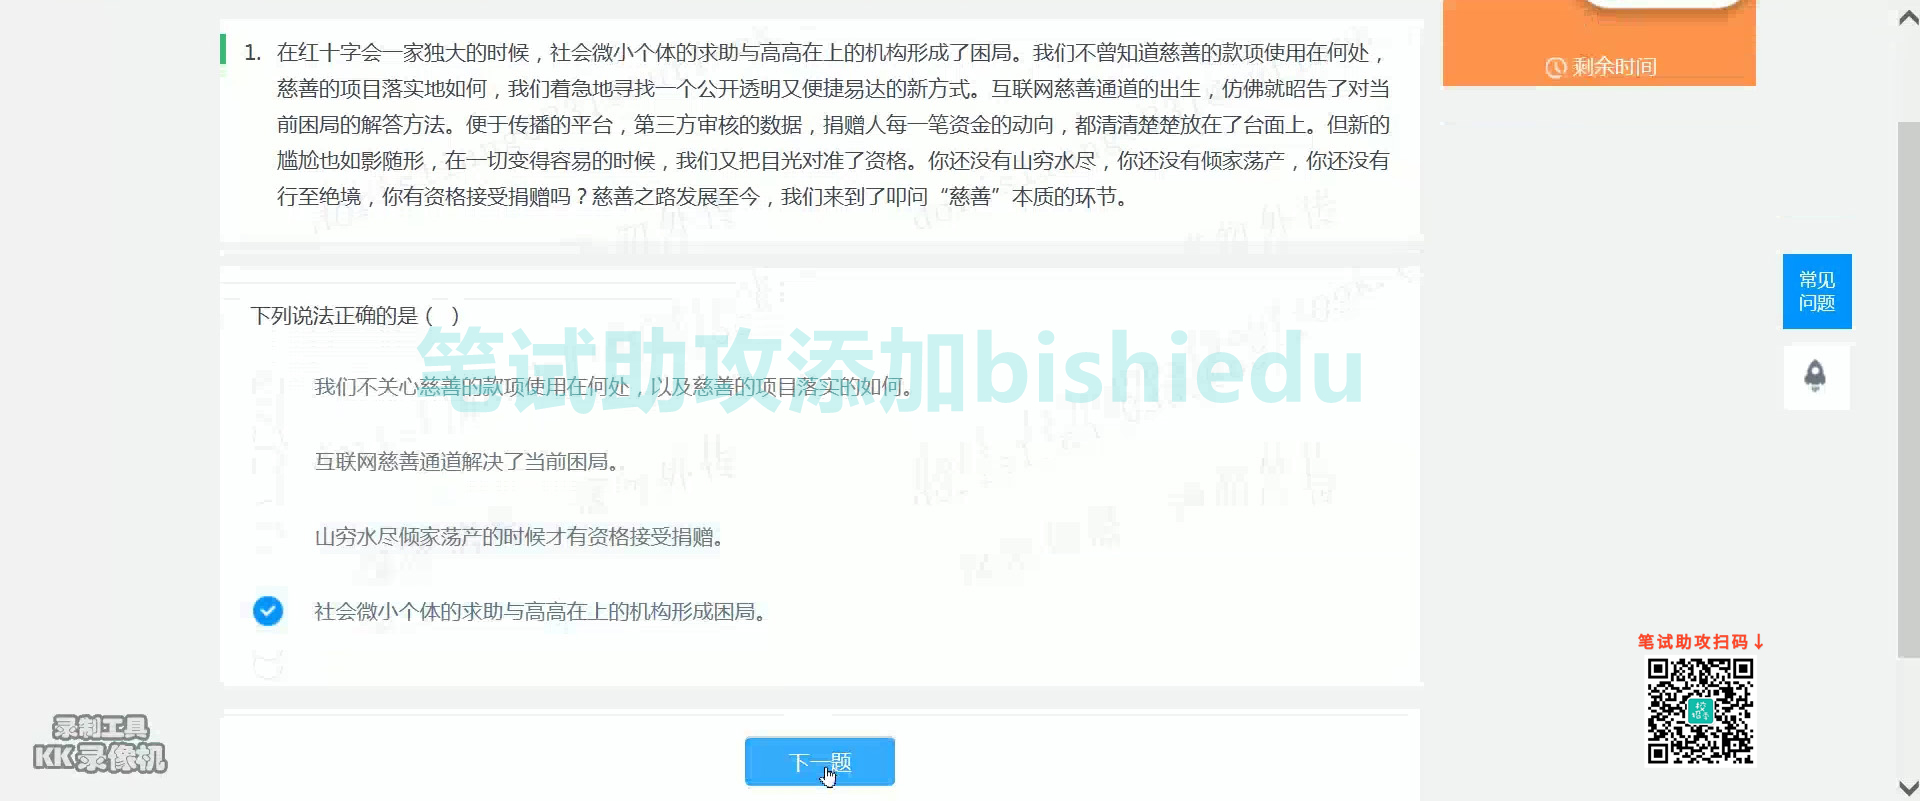 1. 在红十字会一家独大的时候，社会微小个体的求助与高高在上的机构形成了困局。我们不曾知道慈善的款项使用在何处，
慈善的项目落实地如何，我们着急地寻找一个公开透明又便捷易达的新方式。互联网慈善通道的出生，仿佛就昭告了对当
前困局的解答方法。便于传播的平台，第三方审核的数据，捐赠人每一笔资金的动向，都清清楚楚放在了台面上。但新的
尴尬也如影随形，在一切变得容易的时候，我们又把目光对准了资格。你还没有山穷水尽，你还没有倾家荡产，你还没有
行至绝境，你有资格接受捐赠吗？慈善之路发展至今，我们来到了叩问“慈善”本质的环节。
剩余时间
常见
问题
下列说法正确的是（ ）
笔试助攻添加bishiedu
我们不关心慈善的款项使用在何处，以及慈善的项目落实的如何。
互联网慈善通道解决了当前困局。
山穷水尽倾家荡产的时候才有资格接受捐赠。
社会微小个体的求助与高高在上的机构形成困局。
笔试助攻扫码↓
录制工具
KK录像机
下一题